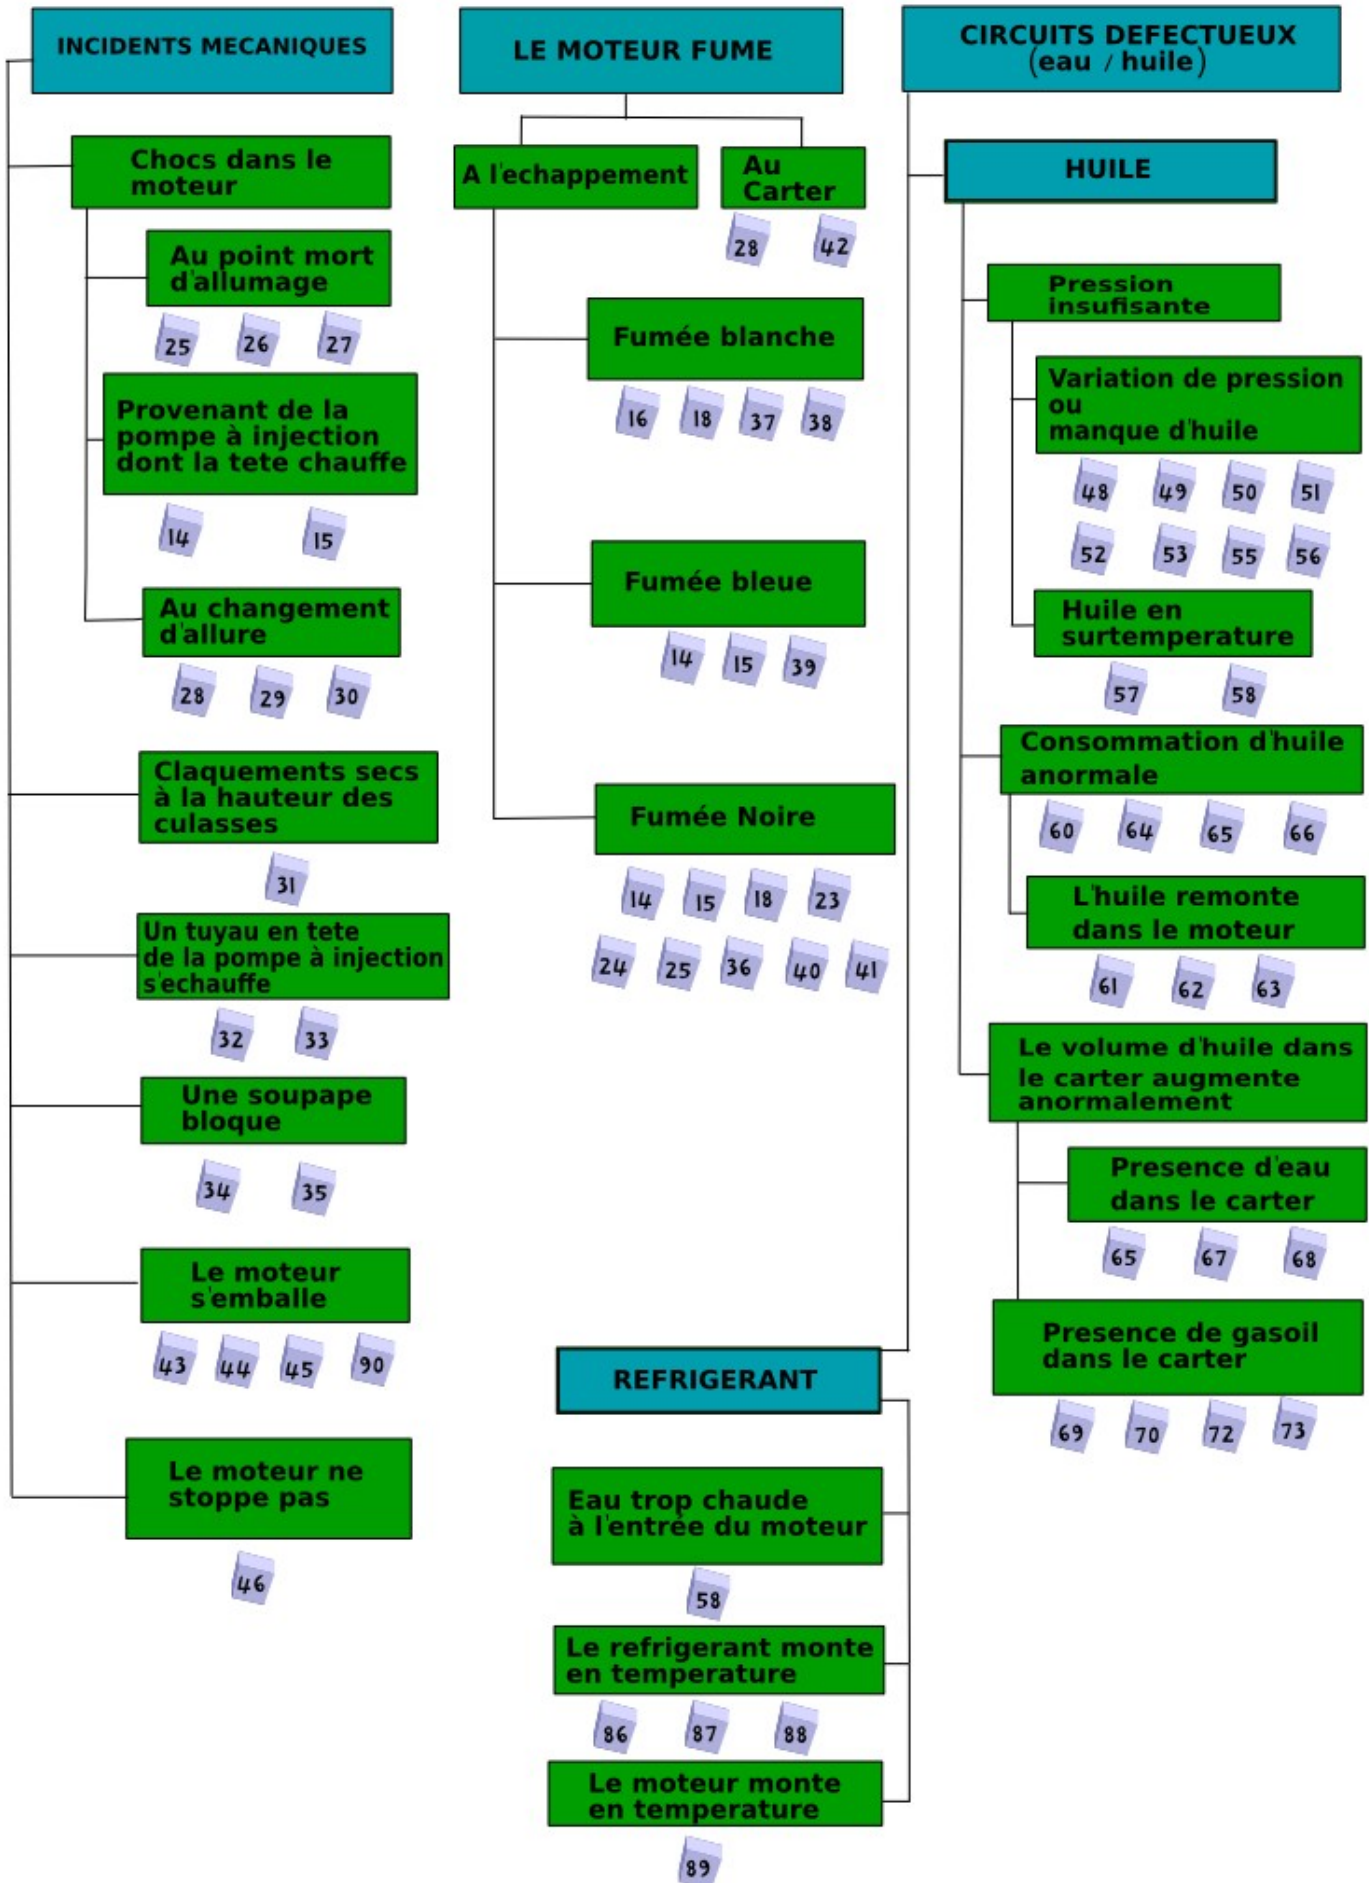 INCIDENTS MECANIQUES
Chocs dans le
moteur
Au point mort
d'allumage
25 26 27
Provenant de la
pompe à injection
dont la tete chauffe
14 15
Au changement
d'allure
28 29 30
Claquements secs
à la hauteur des
culasses
31
Un tuyau en tete
de la pompe à injection
s'echauffe
32 33
Une soupape
bloque
34 35
Le moteur
s'emballe
43 44 45 90
Le moteur ne
stoppe pas
46
LE MOTEUR FUME
A l'echappement
Au
Carter
28 42
Fumée blanche
16 18 37 38
Fumée bleue
14 15 39
Fumée Noire
14 15 18 23
24 25 36 40 41
CIRCUITS DEFECTUEUX
(eau / huile)
HUILE
Pression
insufisante
Variation de pression
ou
manque d'huile
48 49 50 51
52 53 55 56
Huile en
surtemperature
57 58
Consommation d'huile
anormale
60 64 65 66
L'huile remonte
dans le moteur
61 62 63
Le volume d'huile dans
le carter augmente
anormalement
Presence d'eau
dans le carter
65 67 68
Presence de gasoil
dans le carter
69 70 72 73
REFRIGERANT
Eau trop chaude
à l'entrée du moteur
58
Le refrigerant monte
en temperature
86 87 88
Le moteur monte
en temperature
89